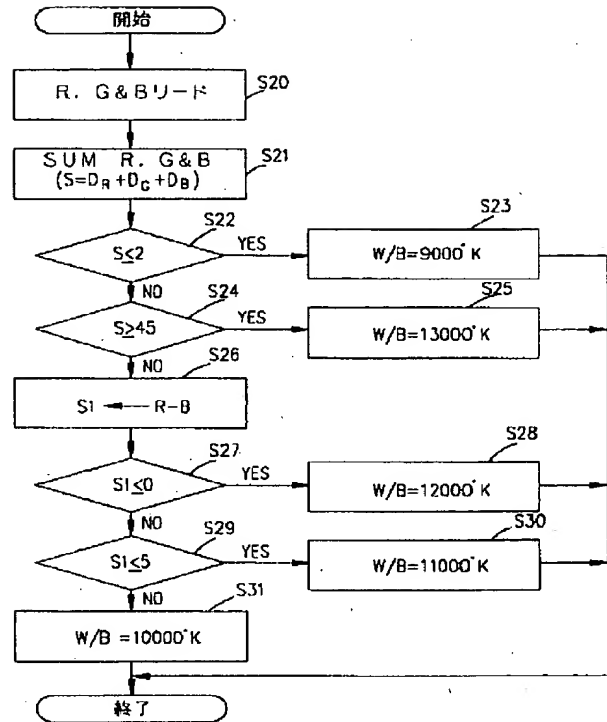 開始
R. G&Bリード
S20
SUM R. G&B
(S=DR+DG+DB)
S21
S≤2
S22
YES
NO
W/B=9000°K
S23
S≥45
S24
YES
NO
W/B=13000°K
S25
S1 ← R-B
S26
S1≤0
S27
YES
NO
W/B=12000°K
S28
S1≤5
S29
YES
NO
W/B=11000°K
S30
W/B =10000°K
S31
終了